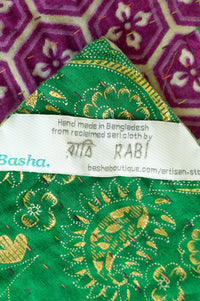 Hand made in Bangladesh
from reclaimed sari cloth by
রাবি RABI
Basha.
bashaboutique.com/artisan-sto